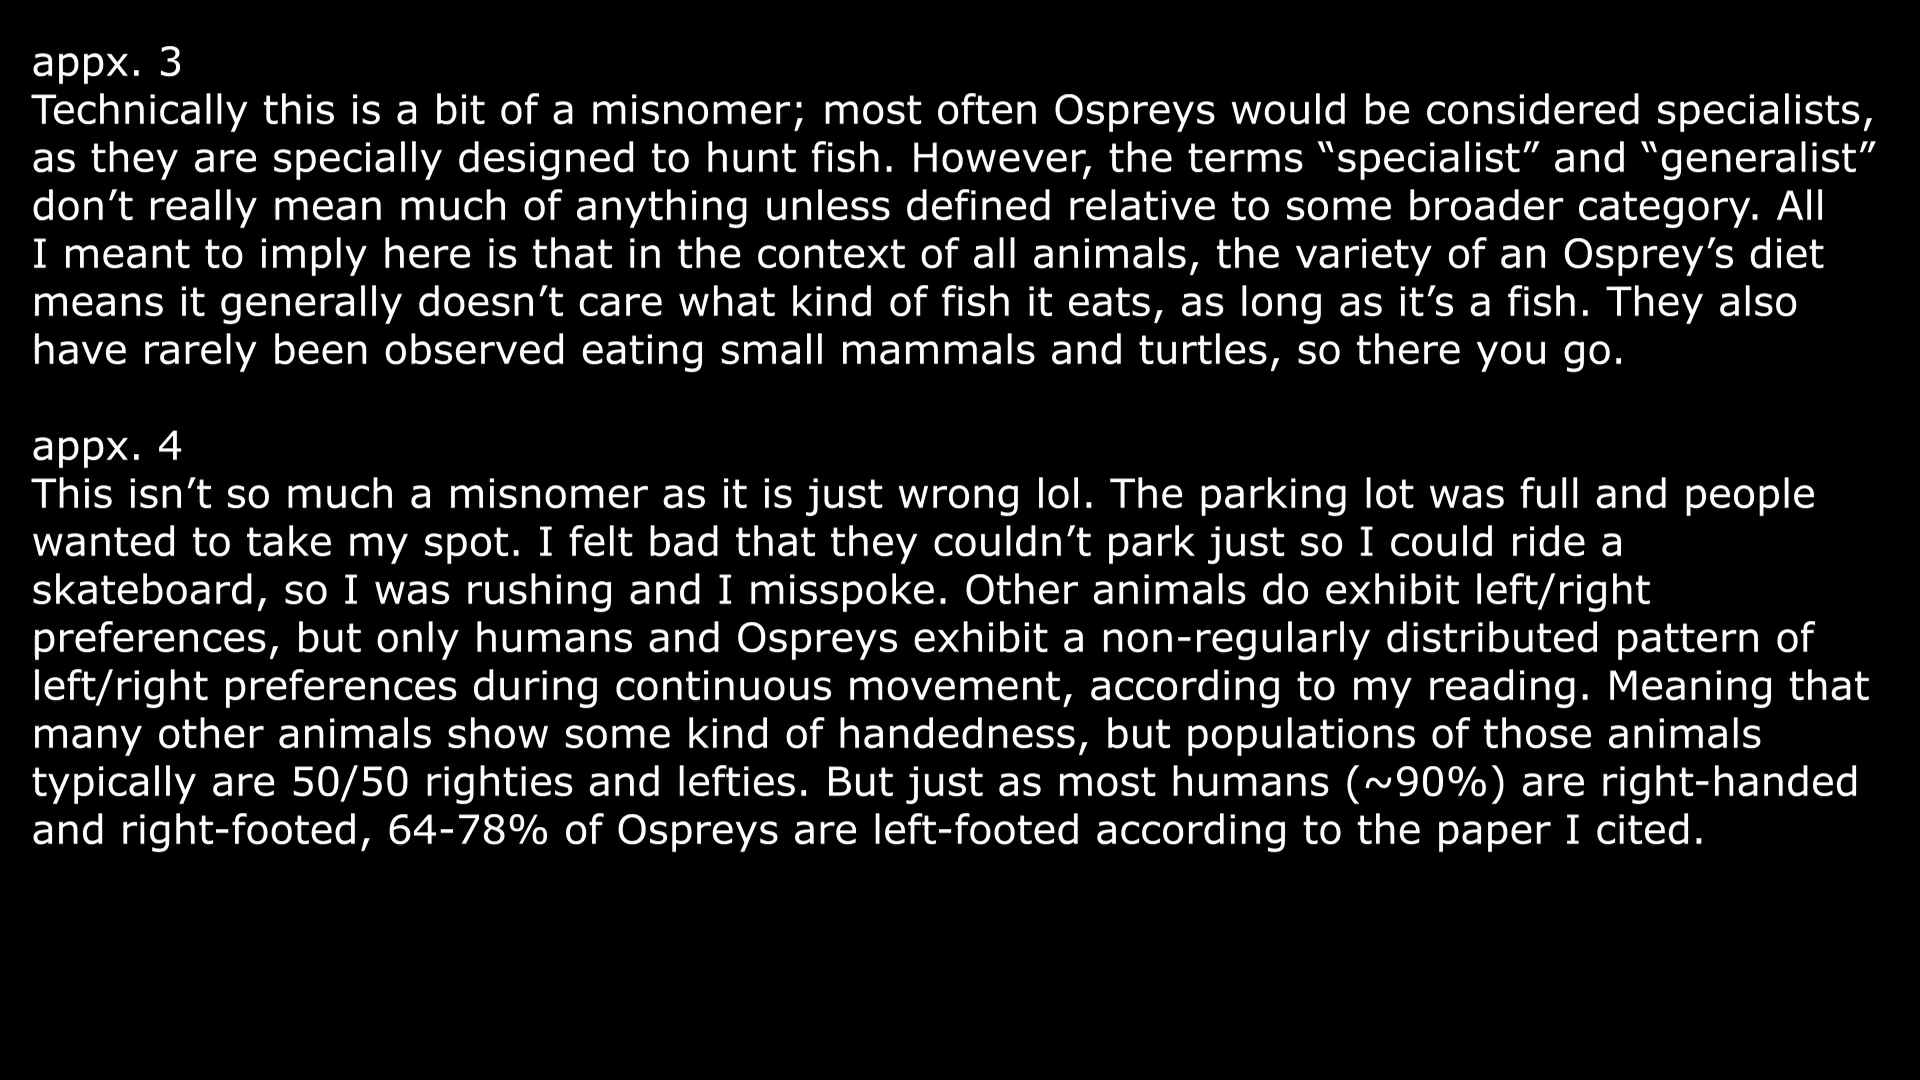 appx. 3
Technically this is a bit of a misnomer; most often Ospreys would be considered specialists,
as they are specially designed to hunt fish. However, the terms “specialist” and “generalist”
don’t really mean much of anything unless defined relative to some broader category. All
I meant to imply here is that in the context of all animals, the variety of an Osprey’s diet
means it generally doesn’t care what kind of fish it eats, as long as it’s a fish. They also
have rarely been observed eating small mammals and turtles, so there you go.
appx. 4
This isn’t so much a misnomer as it is just wrong lol. The parking lot was full and people
wanted to take my spot. I felt bad that they couldn’t park just so I could ride a
skateboard, so I was rushing and I misspoke. Other animals do exhibit left/right
preferences, but only humans and Ospreys exhibit a non-regularly distributed pattern of
left/right preferences during continuous movement, according to my reading. Meaning that
many other animals show some kind of handedness, but populations of those animals
typically are 50/50 righties and lefties. But just as most humans (~90%) are right-handed
and right-footed, 64-78% of Ospreys are left-footed according to the paper I cited.